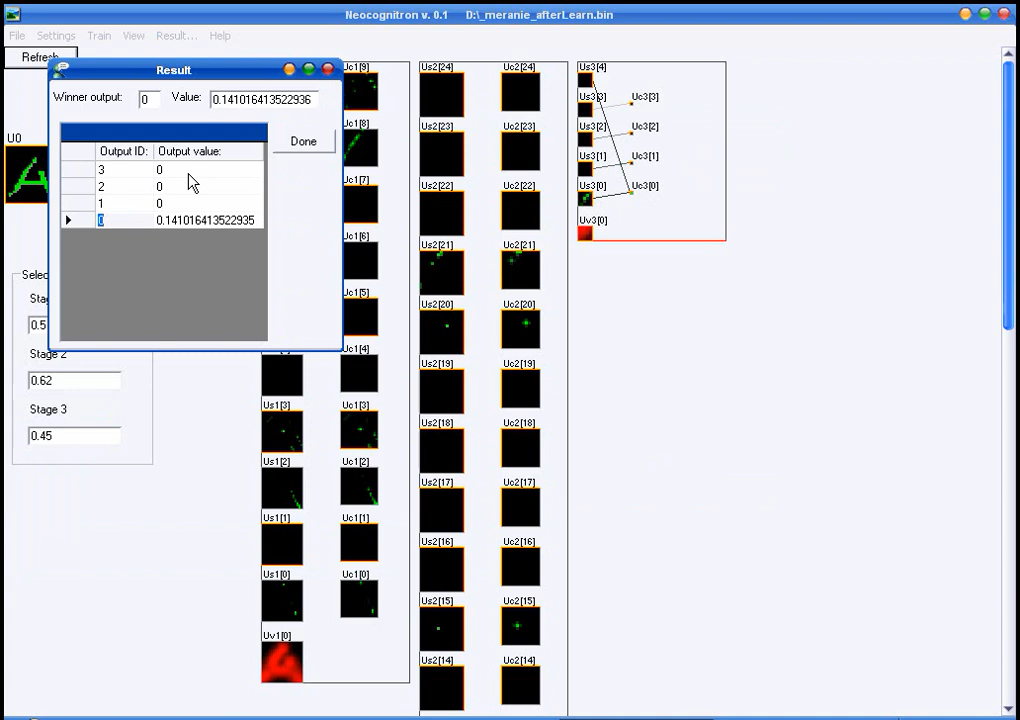 Neocognitron v. 0.1 D:\_meranie_afterLearn.bin
File Settings Train View Result... Help
Refresh
Result
Winner output: 0 Value: 0.141016413522936
Done
Output ID: Output value:
3 0
2 0
1 0
0 0.141016413522935
U0
Stage 2
0.62
Stage 3
0.45
0.5
Uc1[9]
Uc1[8]
Uc1[7]
Uc1[6]
Uc1[5]
Uc1[4]
Us1[3] Uc1[3]
Us1[2] Uc1[2]
Us1[1] Uc1[1]
Us1[0] Uc1[0]
Uv1[0]
Us2[24] Uc2[24]
Us2[23] Uc2[23]
Us2[22] Uc2[22]
Us2[21] Uc2[21]
Us2[20] Uc2[20]
Us2[19] Uc2[19]
Us2[18] Uc2[18]
Us2[17] Uc2[17]
Us2[16] Uc2[16]
Us2[15] Uc2[15]
Us2[14] Uc2[14]
Us3[4]
Us3[3] Uc3[3]
Us3[2] Uc3[2]
Us3[1] Uc3[1]
Us3[0] Uc3[0]
Uv3[0]